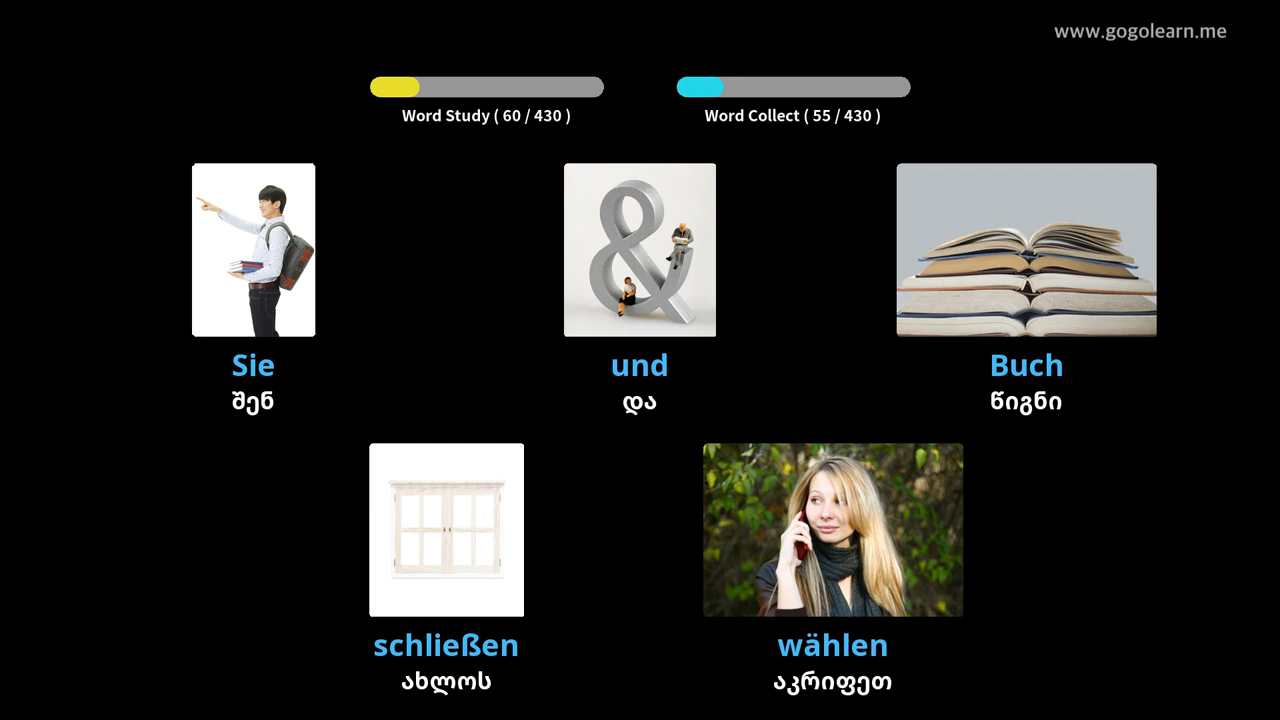 www.gogolearn.me
Word Study ( 60 / 430 )
Word Collect ( 55 / 430 )
Sie
შენ
und
და
Buch
წიგნი
schließen
ახლოს
wählen
აკრიფეთ